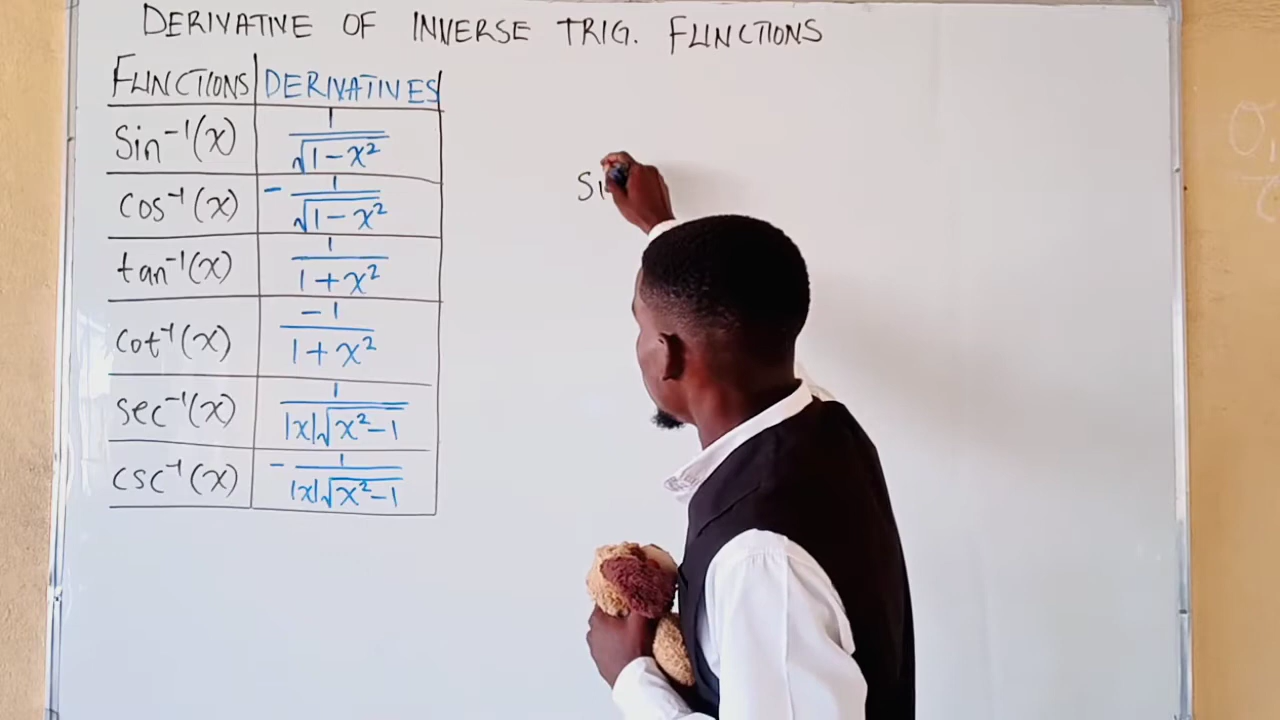 DERIVATIVE OF INVERSE TRIG. FUNCTIONS
FUNCTIONS DERIVATIVES
Sin⁻¹(x) 1/√(1-x²)
cos⁻¹(x) -1/√(1-x²)
tan⁻¹(x) 1/(1+x²)
cot⁻¹(x) -1/(1+x²)
sec⁻¹(x) 1/(|x|√(x²-1))
csc⁻¹(x) -1/(|x|√(x²-1))
Si